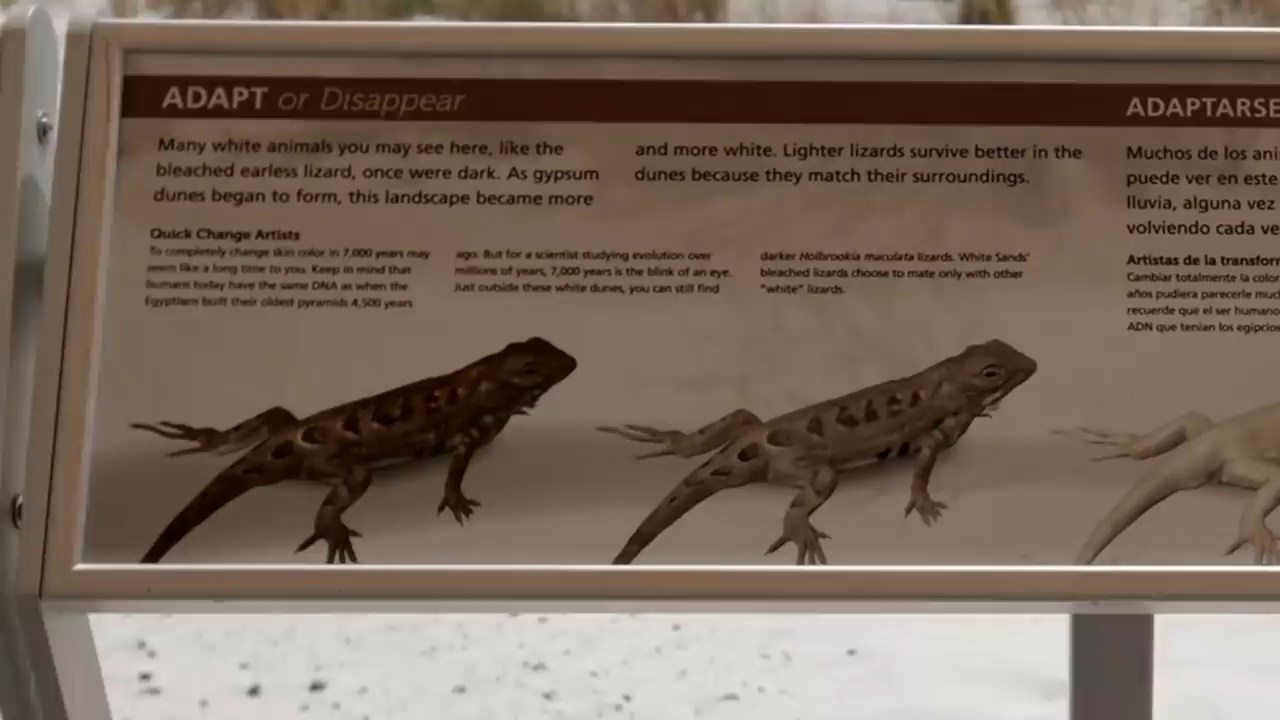 ADAPT or Disappear
Many white animals you may see here, like the
bleached earless lizard, once were dark. As gypsum
dunes began to form, this landscape became more
and more white. Lighter lizards survive better in the
dunes because they match their surroundings.
Quick Change Artists
To completely change skin color in 7,000 years may
seem like a long time to you. Keep in mind that
humans today have the same DNA as when the
Egyptians built their oldest pyramids 4,500 years
ago. But for a scientist studying evolution over
millions of years, 7,000 years is the blink of an eye.
Just outside these white dunes, you can still find
darker Holbrookia maculata lizards. White Sands'
bleached lizards choose to mate only with other
"white" lizards.
ADAPTARSE
Muchos de los ani
puede ver en este
lluvia, alguna vez
volviendo cada ve
Artistas de la transfor
Cambiar totalmente la colo
años pudiera parecerle muc
recuerde que el ser humano
ADN que tenían los egipcio